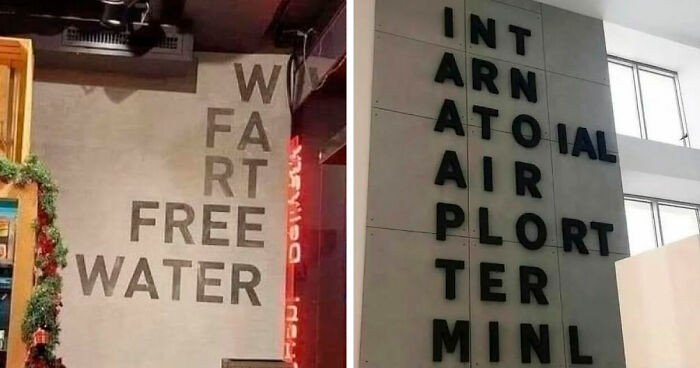 W
FA
RT
FREE
WATER
INT
ARN
ATOIAL
AIR
PLORT
TER
MINL